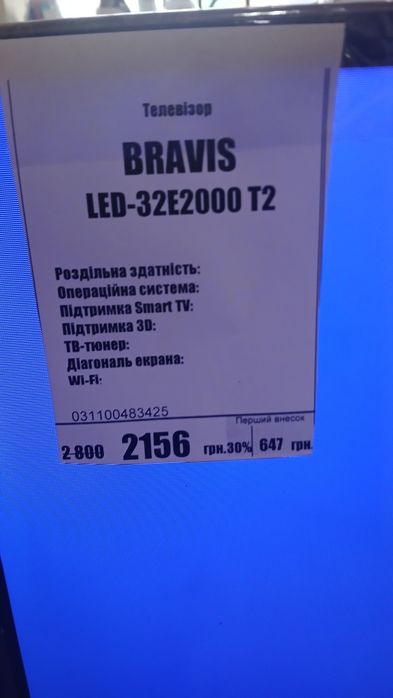 Телевізор
BRAVIS
LED-32E2000 T2
Роздільна здатність:
Операційна система:
Підтримка Smart TV:
Підтримка 3D:
ТВ-тюнер:
Діагональ екрана:
Wi-Fi:
031100483425
Перший внесок
2 800 2156 грн. 30% 647 грн.